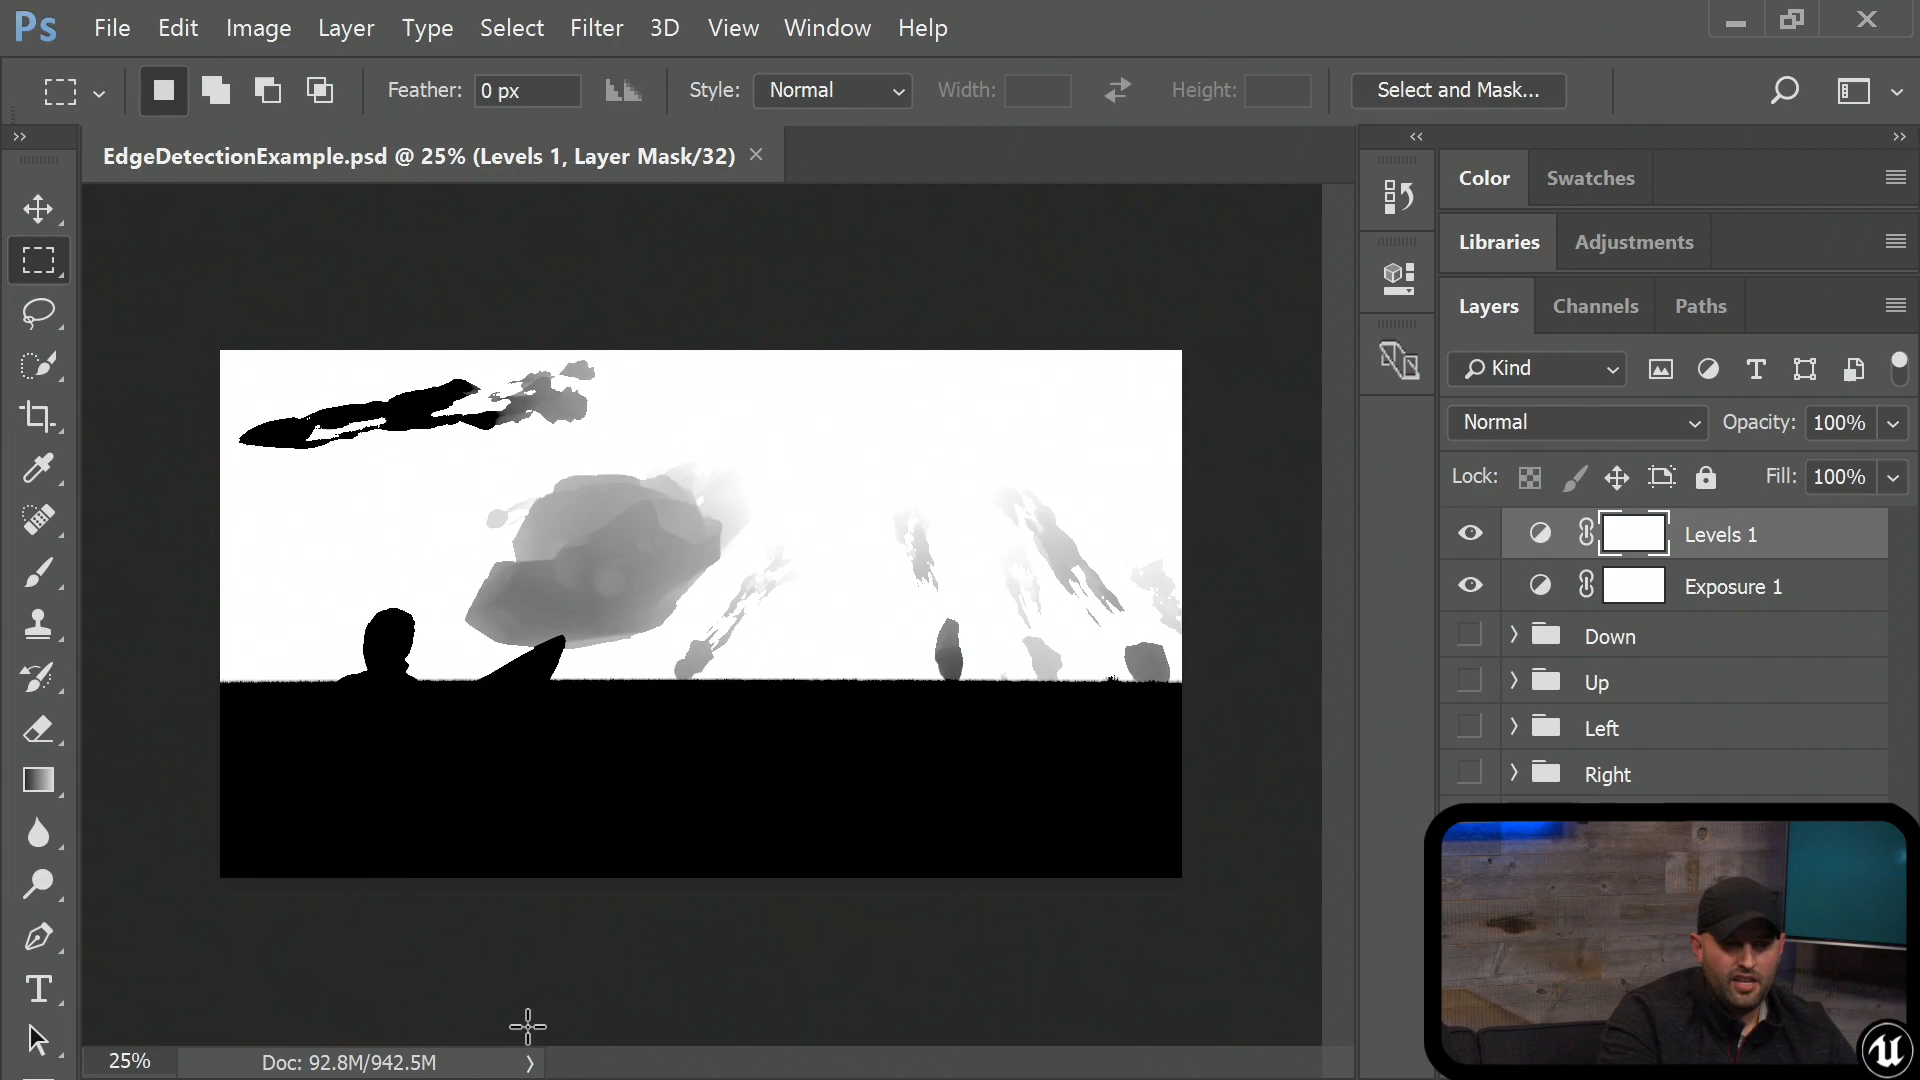 Ps File Edit Image Layer Type Select Filter 3D View Window Help
Feather: 0 px Style: Normal Width: Height: Select and Mask...
EdgeDetectionExample.psd @ 25% (Levels 1, Layer Mask/32)
Color Swatches
Libraries Adjustments
Layers Channels Paths
Kind
Normal Opacity: 100%
Lock: Fill: 100%
Levels 1
Exposure 1
Down
Up
Left
Right
25% Doc: 92.8M/942.5M